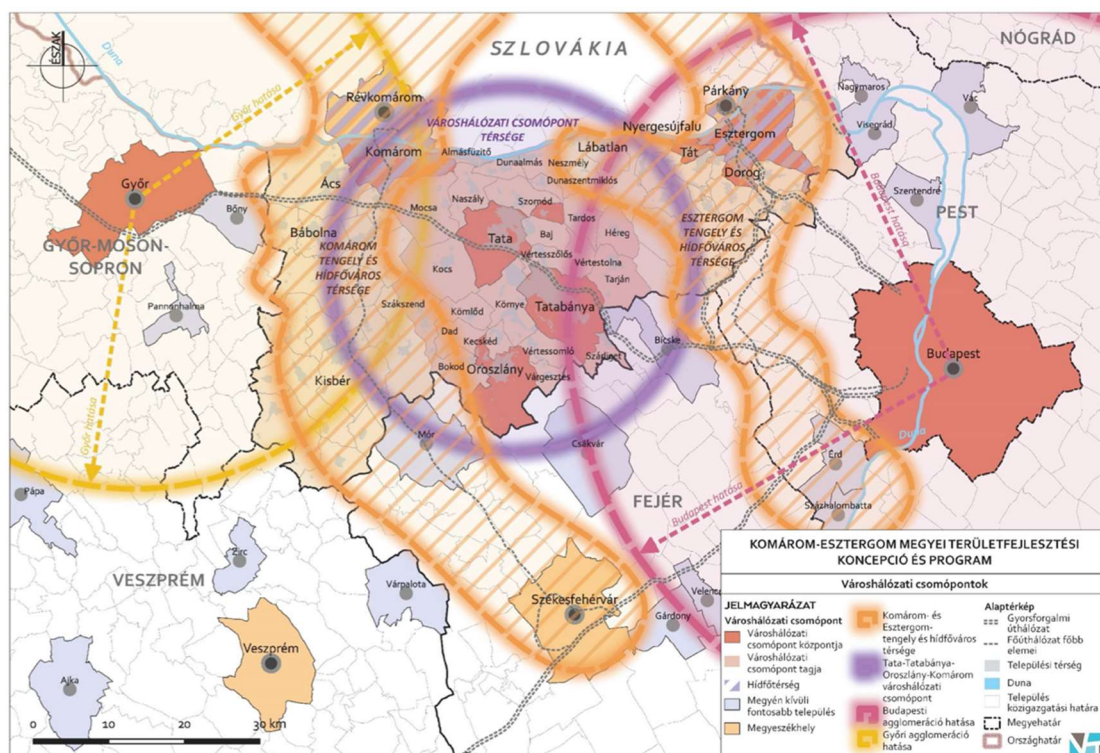 ÉSZAK
Duna
Győr hatása
SZLOVÁKIA
NÓGRÁD
Révkomárom
Párkány
Nagymaros
Vác
Visegrád
VÁROSHÁLÓZATI CSOMÓPONT
TÉRSÉGE
Nyergesújfalu
Esztergom
Komárom
Almásfüzitő
Lábatlan
Tát
Dunaalmás
Neszmély
Dorog
Dunaszentmiklós
Győr
Ács
Szentendre
Bőny
Mocsa
Naszály
Szomód
Tardos
PEST
Bábolna
KOMÁROM
TENGELY ÉS
HÍDFŐVÁROS
TÉRSÉGE
Tata
Baj
Héreg
ESZTERGOM
TENGELY ÉS
HÍDFŐVÁROS
TÉRSÉGE
Budapest hatása
GYŐR-MOSON-
SOPRON
Vértesszőlős
Vértestolna
Kocs
Tarján
Pannonhalma
Szákszend
Kömlőd
Környe
Tatabánya
Dad
Kecskéd
Bicske
Budapest
Vértessomló
Szárliget
Bokod
Oroszlány
Várgesztes
Kisbér
Győr hatása
Mór
Csákvár
Duna
Érd
Pápa
FEJÉR
Budapest hatása
Százhalombatta
Zirc
VESZPRÉM
Várpalota
Székesfehérvár
Velence
Gárdony
Veszprém
Ajka
0 10 20 30 km
KOMÁROM-ESZTERGOM MEGYEI TERÜLETFEJLESZTÉSI
KONCEPCIÓ ÉS PROGRAM
Városhálózati csomópontok
JELMAGYARÁZAT
Városhálózati csomópont
Városhálózati
csomópont központja
Városhálózati
csomópont tagja
Hídfőtérség
Megyén kívüli
fontosabb település
Megyeszékhely
Komárom- és
Esztergom-
tengely és hídfőváros
térsége
Tata-Tatabánya-
Oroszlány-Komárom
városhálózati
csomópont
Budapesti
agglomeráció hatása
Győri agglomeráció
hatása
Alaptérkép
Gyorsforgalmi
úthálózat
Főúthálózat főbb
elemei
Települési térség
Duna
Település
közigazgatási határa
Megyehatár
Országhatár